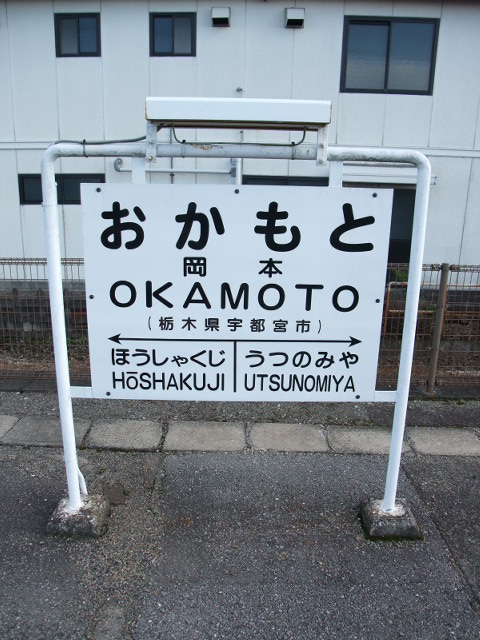 おかもと
岡本
OKAMOTO
(栃木県宇都宮市)
ほうしゃくじ うつのみや
HōSHAKUJI UTSUNOMIYA